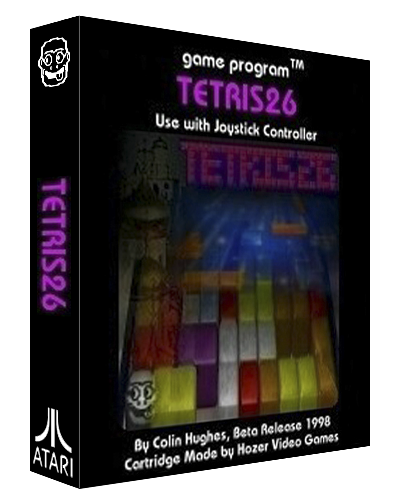 game program™
TETRIS26
Use with Joystick Controller
TETRIS26
By Colin Hughes, Beta Release 1998
Cartridge Made by Hozer Video Games
TETRIS26
ATARI